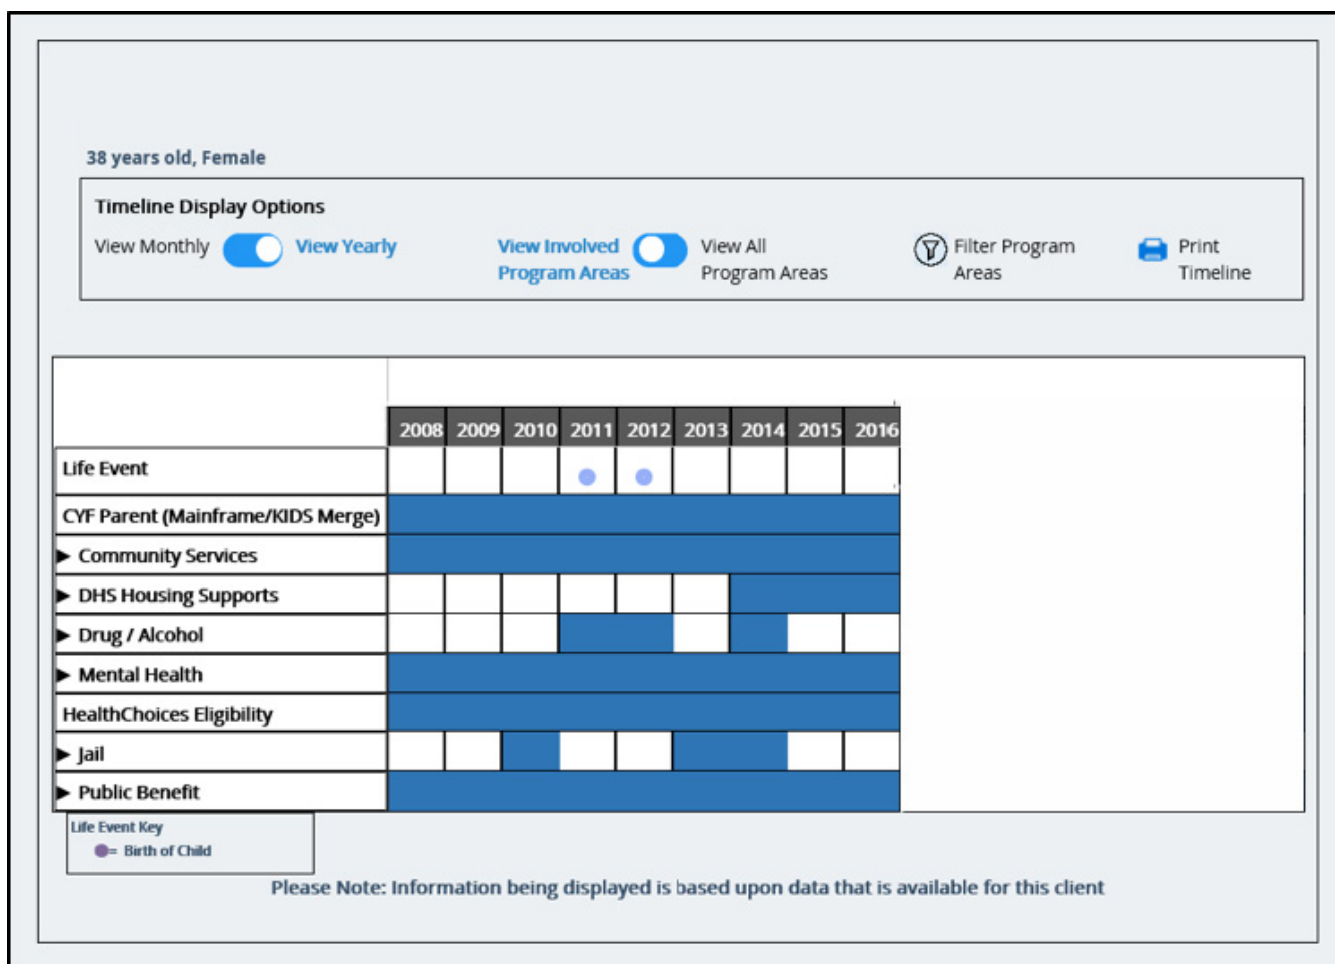 38 years old, Female
Timeline Display Options
View Monthly View Yearly View Involved Program Areas View All Program Areas Filter Program Areas Print Timeline
2008 2009 2010 2011 2012 2013 2014 2015 2016
Life Event
CYF Parent (Mainframe/KIDS Merge)
▶ Community Services
▶ DHS Housing Supports
▶ Drug / Alcohol
▶ Mental Health
HealthChoices Eligibility
▶ Jail
▶ Public Benefit
Life Event Key
= Birth of Child
Please Note: Information being displayed is based upon data that is available for this client